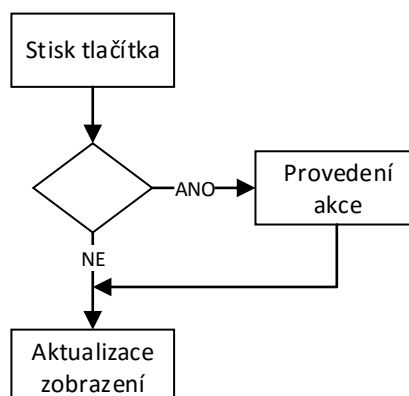 Stisk tlačítka
ANO
Provedení
akce
NE
Aktualizace
zobrazení